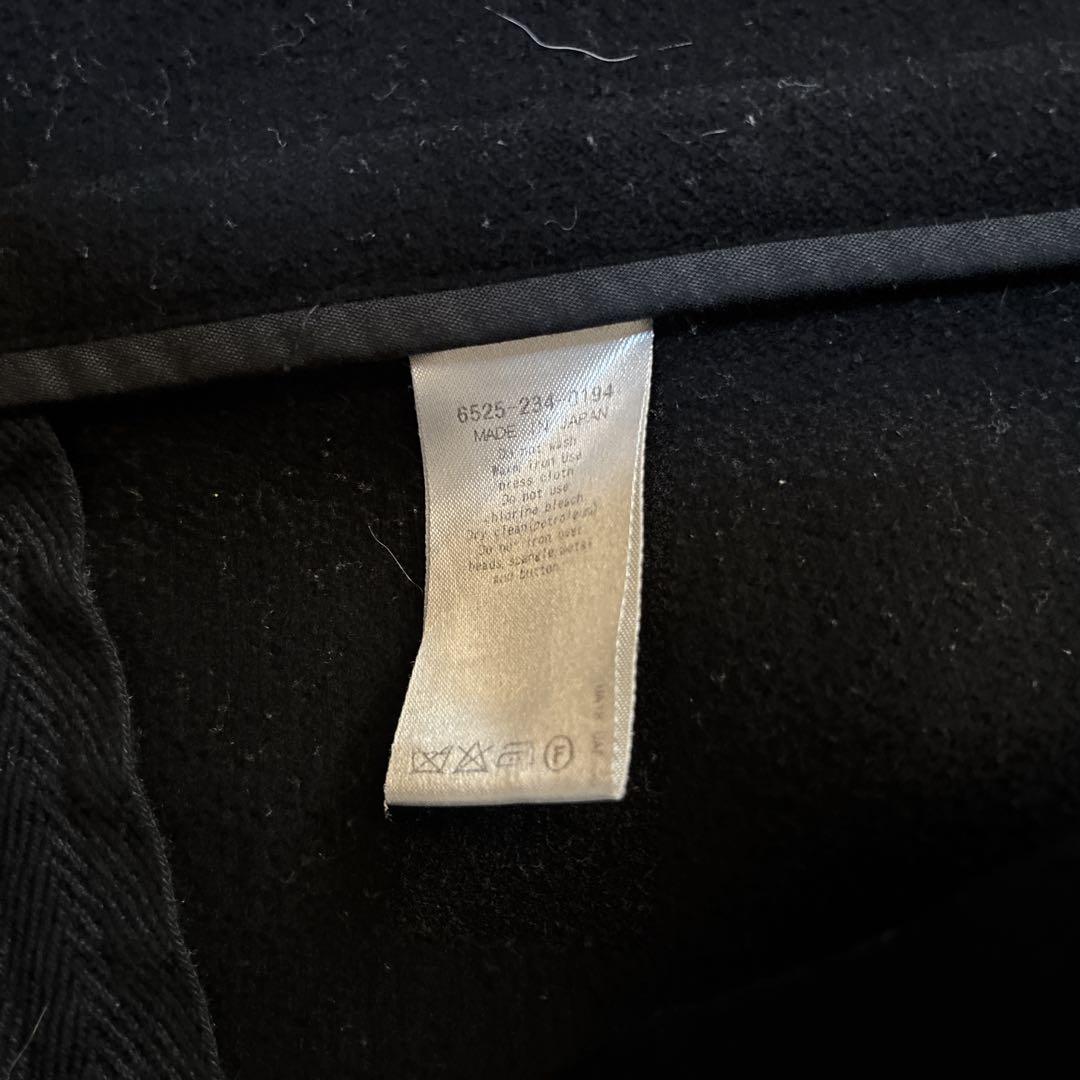 6525-234-0194
MADE IN JAPAN
Do not wash
Warm iron Use
press cloth
Do not use
chlorine bleach
Dry clean(petroleum)
Do not iron over
beads,spangle,metal
and button
F